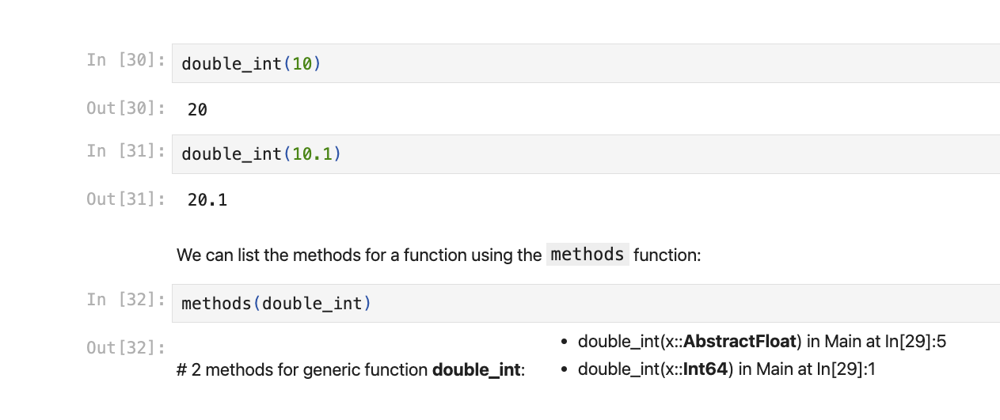 In [30]: double_int(10)
Out[30]: 20
In [31]: double_int(10.1)
Out[31]: 20.1
We can list the methods for a function using the methods function:
In [32]: methods(double_int)
Out[32]:
# 2 methods for generic function double_int:
• double_int(x::AbstractFloat) in Main at In[29]:5
• double_int(x::Int64) in Main at In[29]:1